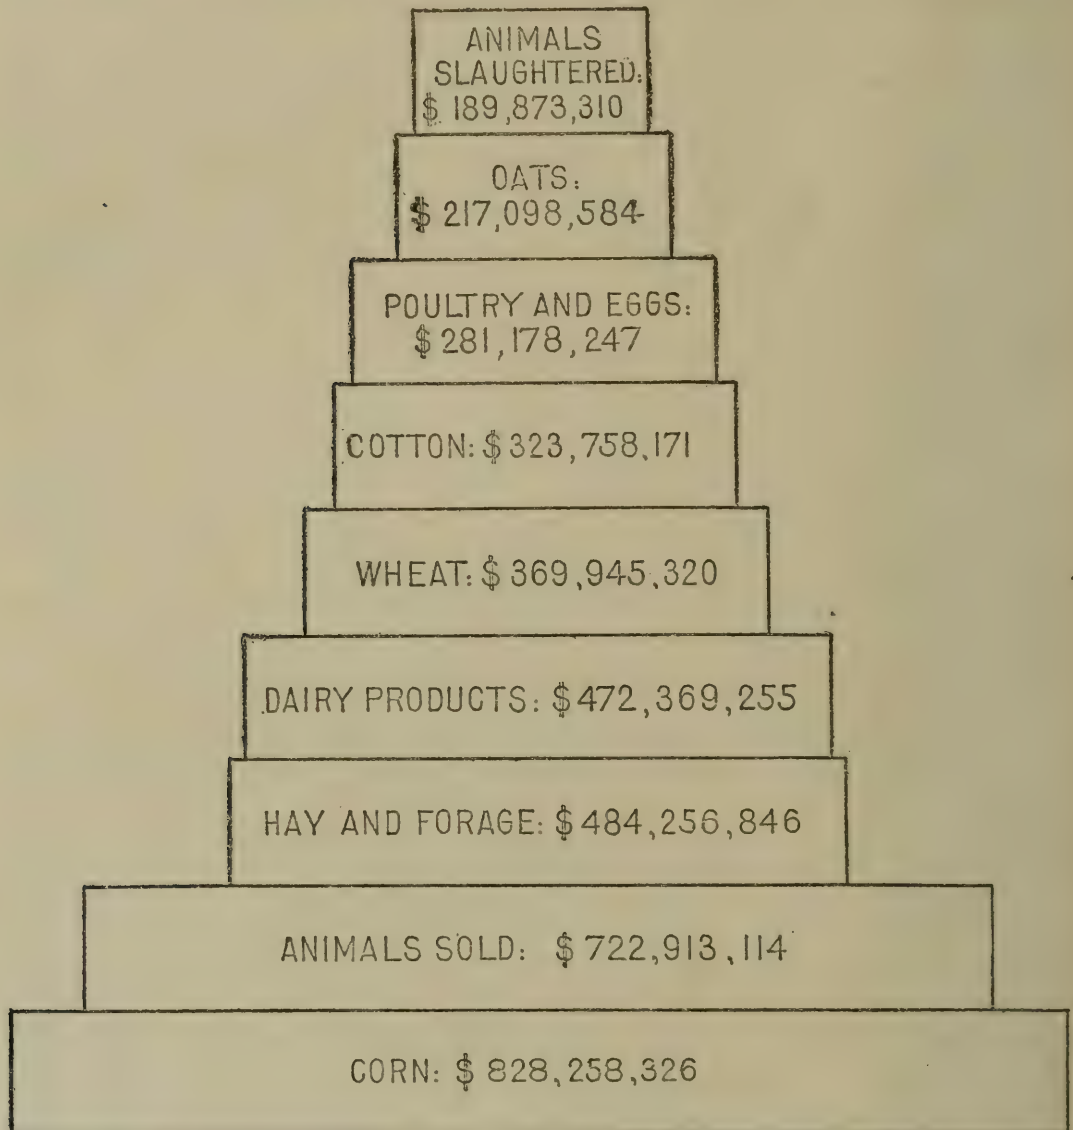 ANIMALS
SLAUGHTERED:
$ 189,873,310
OATS:
$ 217,098,584
POULTRY AND EGGS:
$ 281,178,247
COTTON: $ 323,758,171
WHEAT: $ 369,945,320
DAIRY PRODUCTS: $ 472,369,255
HAY AND FORAGE: $ 484,256,846
ANIMALS SOLD: $ 722,913,114
CORN: $ 828,258,326